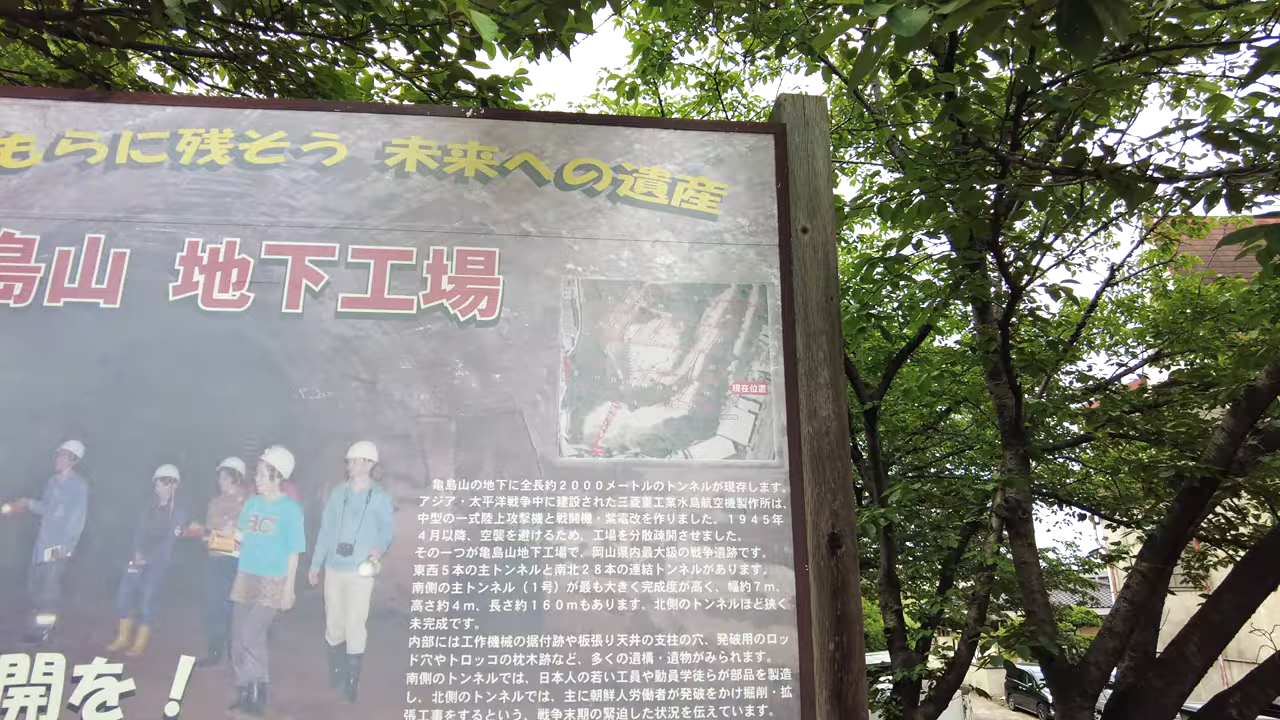 もらに残そう 未来への遺産
亀島山 地下工場
現在位置
亀島山の地下に全長約２０００メートルのトンネルが現存します。
アジア・太平洋戦争中に建設された三菱重工業水島航空機製作所は、
中型の一式陸上攻撃機と戦闘機・紫電改を作りました。１９４５年
４月以降、空襲を避けるため、工場を分散疎開させました。
その一つが亀島山地下工場で、岡山県内最大級の戦争遺跡です。
東西５本の主トンネルと南北２８本の連結トンネルがあります。
南側の主トンネル（１号）が最も大きく完成度が高く、幅約７ｍ、
高さ約４ｍ、長さ約１６０ｍもあります。北側のトンネルほど狭く
未完成です。
内部には工作機械の据付跡や板張り天井の支柱の穴、発破用のロッ
ド穴やトロッコの枕木跡など、多くの遺構・遺物がみられます。
南側のトンネルでは、日本人の若い工員や動員学徒らが部品を製造
し、北側のトンネルでは、主に朝鮮人労働者が発破をかけ掘削・拡
張工事をするという、戦争末期の緊迫した状況を伝えています。
開を！